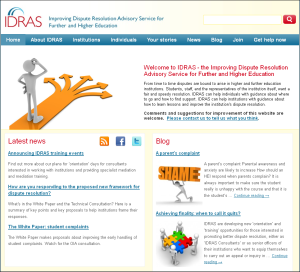 IDRAS
Improving Dispute Resolution Advisory Service for
Further and Higher Education
Home About IDRAS Institutions Individuals Your stories News Blog Join Get help now
Welcome to IDRAS - the Improving Dispute Resolution
Advisory Service for Further and Higher Education
From time to time disputes are bound to arise in higher and further education
institutions. Students, staff, and the representatives of the institution itself, want a
fair and speedy resolution. IDRAS can help individuals with guidance about where
to go and how to find support. IDRAS can help institutions with guidance about
how to learn lessons and improve the institution's dispute resolution.
Comments and suggestions for improvement of this website are
welcome. Please contact us to tell us what you think.
Latest news
Announcing IDRAS training events
Find out more about our plans for 'orientation' days for consultants
interested in working with institutions and providing specialist mediation
and mediation training.
How are you responding to the proposed new framework for
dispute resolution?
What's in the White Paper and the Technical Consultation? Here is a
summary of key points and key proposals to help institutions frame their
responses.
The White Paper: student complaints
The White Paper makes proposals about improving the early handling
of student complaints. Watch for the OIA consultation.
Blog
A parent's complaint
SHAME
A parent's complaint Parental awareness and
anxiety are likely to increase. How should an
HEI respond when parents complain? It is
always important to make sure the student
really is unhappy with the course and that it is
the student's ... Continue reading →
Achieving finality: when to call it quits?
IDRAS are developing new 'orientation' and
'training' opportunities for those interested in
promoting better dispute resolution, either as
'IDRAS Consultants' or as senior officers of
their institutions who want to equip themselves
to carry out an appeal or inquiry in ... Continue
reading →